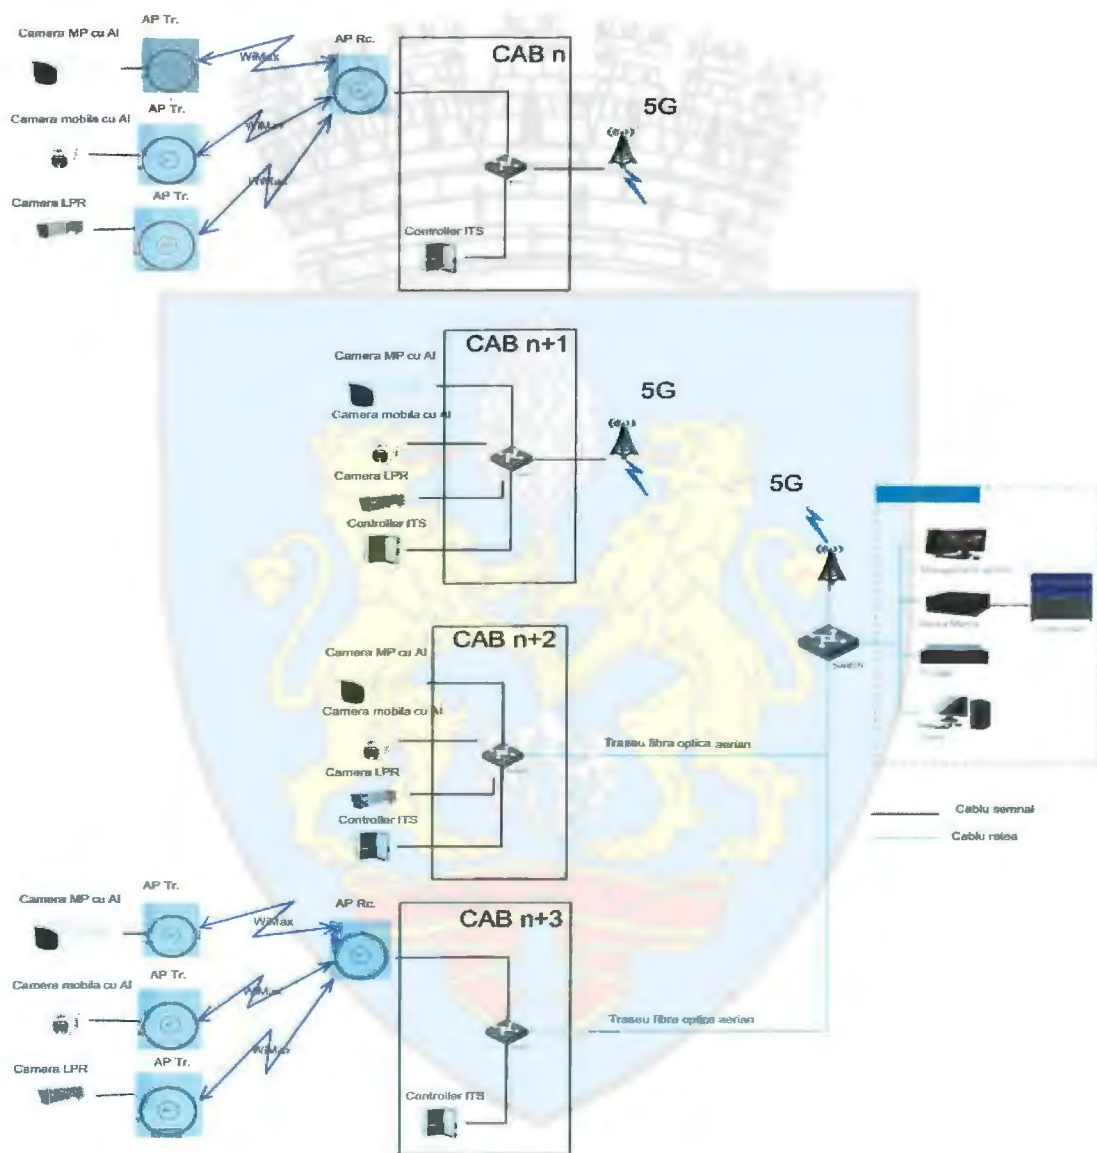 AP Tr.
Camera MP cu AI
WiMax
AP Rc.
CAB n
5G
AP Tr.
Camera mobila cu AI
WiMax
AP Tr.
Camera LPR
WiMax
Controller ITS
CAB n+1
Camera MP cu AI
5G
Camera mobila cu AI
Camera LPR
Controller ITS
5G
Switch
CAB n+2
Camera MP cu AI
Camera mobila cu AI
Camera LPR
Controller ITS
Traseu fibra optica aerian
Cablu semnal
Cablu retea
AP Tr.
Camera MP cu AI
WiMax
AP Rc.
CAB n+3
AP Tr.
Camera mobila cu AI
WiMax
AP Tr.
Camera LPR
WiMax
Controller ITS
Traseu fibra optica aerian